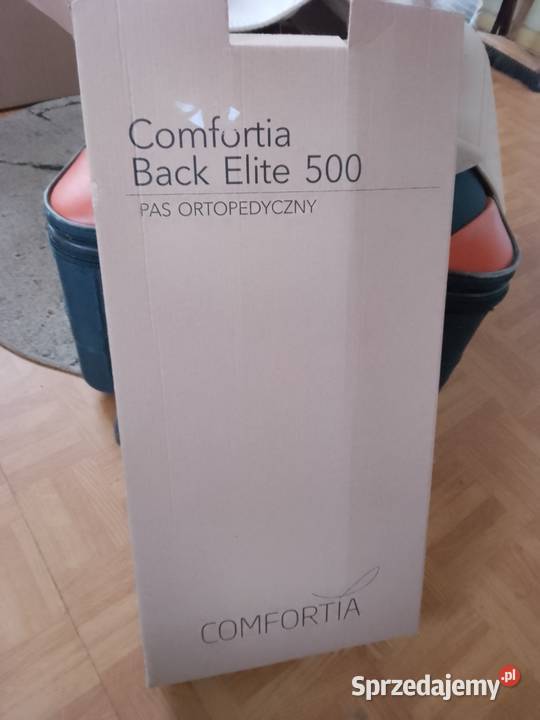 Comfortia
Back Elite 500
PAS ORTOPEDYCZNY
COMFORTIA
Sprzedajemy.pl